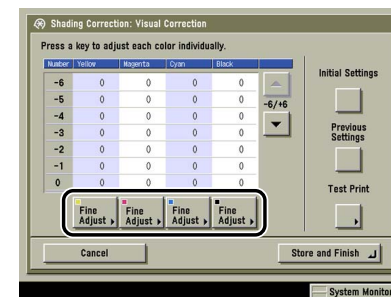 Shading Correction: Visual Correction
Press a key to adjust each color individually.
Number Yellow Magenta Cyan Black
-6 0 0 0 0
-5 0 0 0 0
-4 0 0 0 0
-3 0 0 0 0
-2 0 0 0 0
-1 0 0 0 0
0 0 0 0 0
-6/+6
Initial Settings
Previous
Settings
Test Print
Fine Adjust
Fine Adjust
Fine Adjust
Fine Adjust
Cancel
Store and Finish
System Monitor